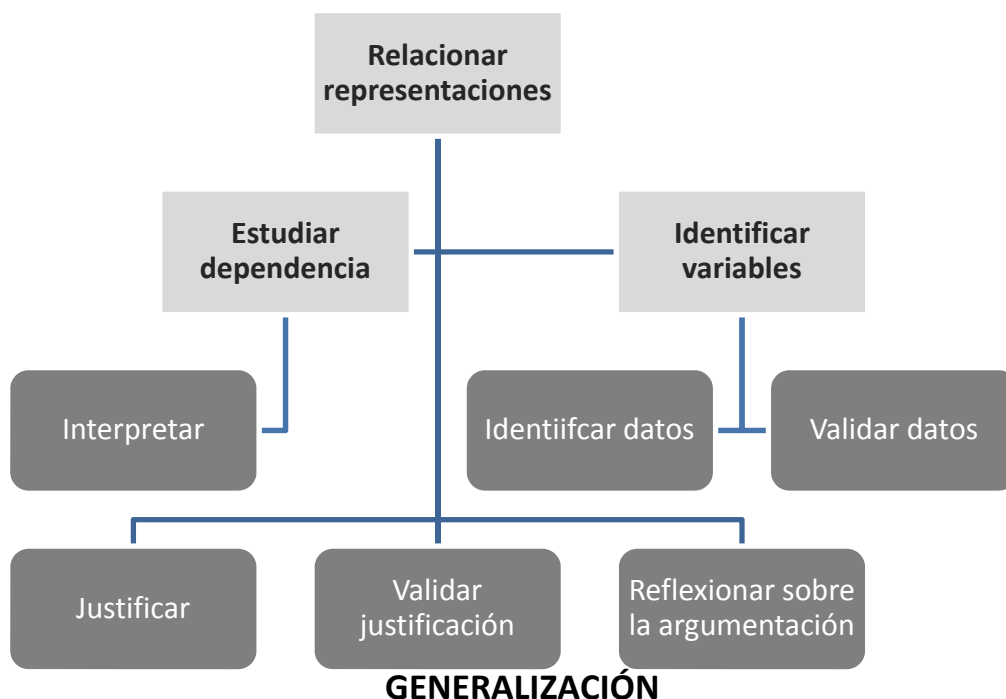 Relacionar
representaciones
Estudiar
dependencia
Identificar
variables
Interpretar
Identiifcar datos
Validar datos
Justificar
Validar
justificación
Reflexionar sobre
la argumentación
GENERALIZACIÓN